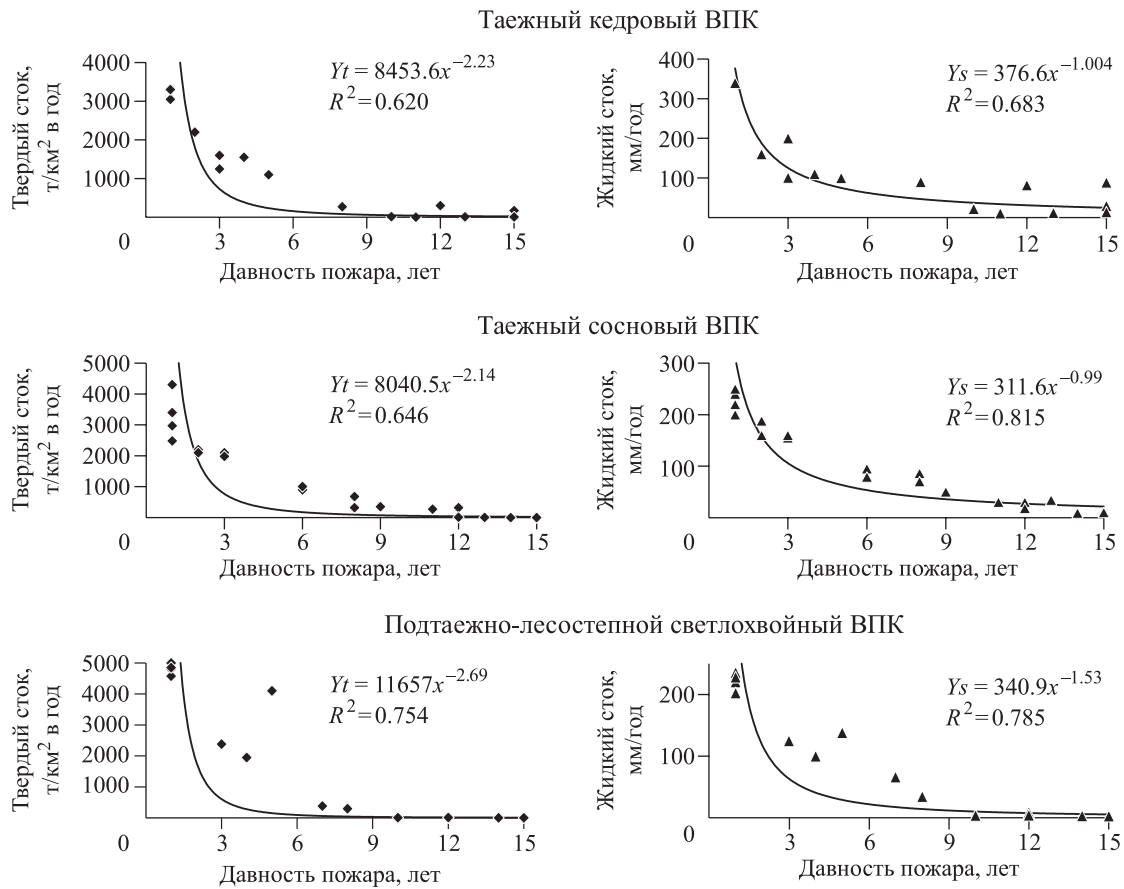 Таежный кедровый ВПК
Твердый сток,
т/км² в год
4000
3000
2000
1000
0
3
6
9
12
15
Yt = 8453.6x^−2.23
R² = 0.620
Давность пожара, лет
Жидкий сток,
мм/год
400
300
200
100
0
3
6
9
12
15
Ys = 376.6x^−1.004
R² = 0.683
Давность пожара, лет
Таежный сосновый ВПК
Твердый сток,
т/км² в год
5000
4000
3000
2000
1000
0
3
6
9
12
15
Yt = 8040.5x^−2.14
R² = 0.646
Давность пожара, лет
Жидкий сток,
мм/год
300
200
100
0
3
6
9
12
15
Ys = 311.6x^−0.99
R² = 0.815
Давность пожара, лет
Подтаежно-лесостепной светлохвойный ВПК
Твердый сток,
т/км² в год
5000
4000
3000
2000
1000
0
3
6
9
12
15
Yt = 11657x^−2.69
R² = 0.754
Давность пожара, лет
Жидкий сток,
мм/год
200
100
0
3
6
9
12
15
Ys = 340.9x^−1.53
R² = 0.785
Давность пожара, лет